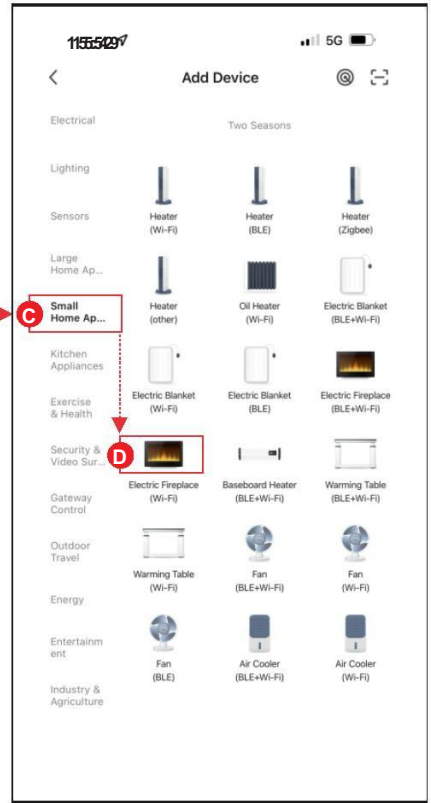 5G
Add Device
Electrical
Lighting
Sensors
Large
Home Ap...
C
Small
Home Ap...
Kitchen
Appliances
Exercise
& Health
Security &
Video Sur...
Gateway
Control
Outdoor
Travel
Energy
Entertainm
ent
Industry &
Agriculture
Two Seasons
Heater
(Wi-Fi)
Heater
(BLE)
Heater
(Zigbee)
Heater
(other)
Oil Heater
(Wi-Fi)
Electric Blanket
(BLE+Wi-Fi)
Electric Blanket
(Wi-Fi)
Electric Blanket
(BLE)
Electric Fireplace
(BLE+Wi-Fi)
D
Electric Fireplace
(Wi-Fi)
Baseboard Heater
(BLE+Wi-Fi)
Warming Table
(BLE+Wi-Fi)
Warming Table
(Wi-Fi)
Fan
(BLE+Wi-Fi)
Fan
(Wi-Fi)
Fan
(BLE)
Air Cooler
(BLE+Wi-Fi)
Air Cooler
(Wi-Fi)